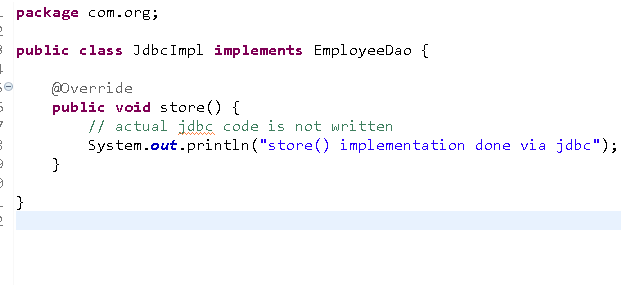 package com.org;
public class JdbcImpl implements EmployeeDao {
@Override
public void store() {
// actual jdbc code is not written
System.out.println("store() implementation done via jdbc");
}
}